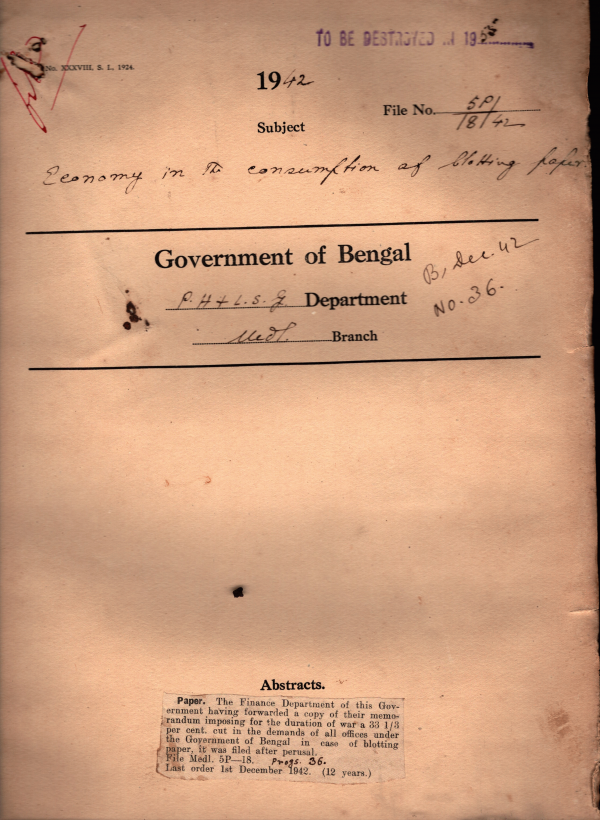 TO BE DESTROYED IN 1955
No. XXXVIII, S. I., 1924.
1942
File No. 5P/
18/42
Subject
Economy in the consumption of blotting paper
Government of Bengal
B, Dec. 42
P. H & L. S. G. Department
No. 36.
Medl. Branch
Abstracts.
Paper. The Finance Department of this Gov-
ernment having forwarded a copy of their memo-
randum imposing for the duration of war a 33 1/3
per cent. cut in the demands of all offices under
the Government of Bengal in case of blotting
paper, it was filed after perusal.
File Medl. 5P—18. Progs. 36.
Last order 1st December 1942. (12 years.)